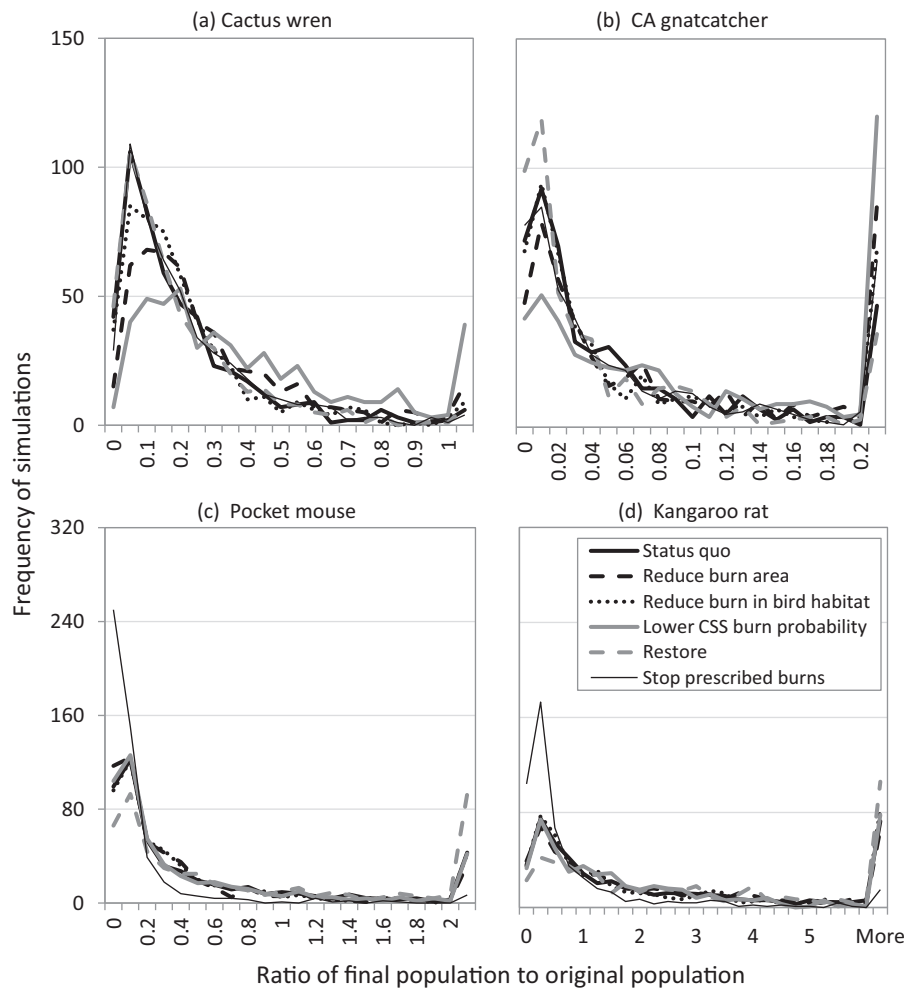 (a) Cactus wren
(b) CA gnatcatcher
150
100
50
0
0 0.1 0.2 0.3 0.4 0.5 0.6 0.7 0.8 0.9 1
0 0.02 0.04 0.06 0.08 0.1 0.12 0.14 0.16 0.18 0.2
Frequency of simulations
(c) Pocket mouse
(d) Kangaroo rat
320
240
160
80
0
0 0.2 0.4 0.6 0.8 1 1.2 1.4 1.6 1.8 2
Status quo
Reduce burn area
Reduce burn in bird habitat
Lower CSS burn probability
Restore
Stop prescribed burns
0 1 2 3 4 5 More
Ratio of final population to original population